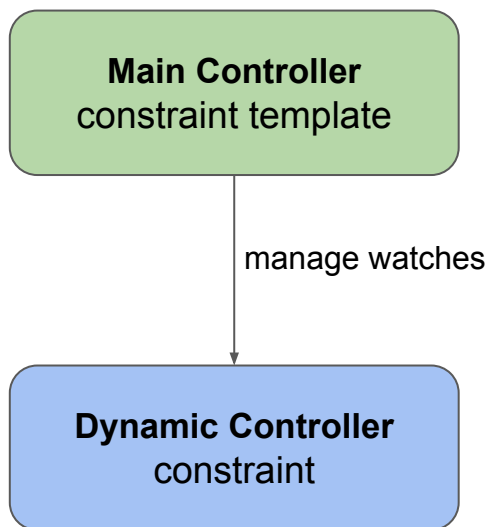 Main Controller
constraint template
manage watches
Dynamic Controller
constraint